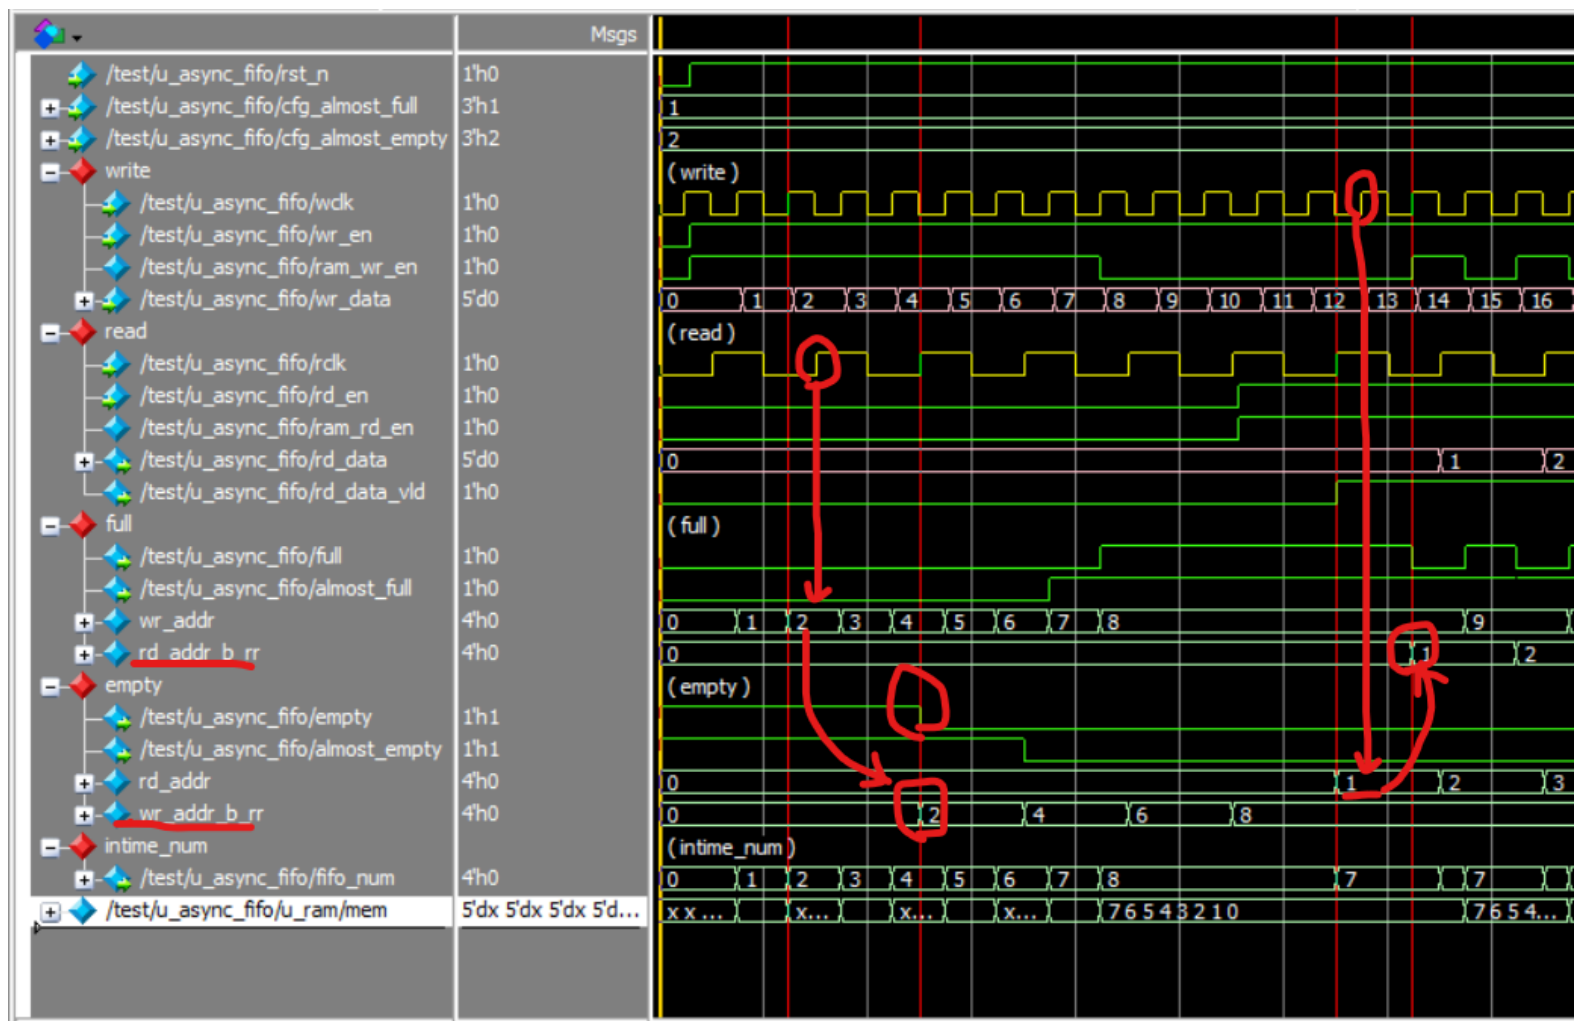 Msgs
/test/u_async_fifo/rst_n 1'h0
/test/u_async_fifo/cfg_almost_full 3'h1 1
/test/u_async_fifo/cfg_almost_empty 3'h2 2
write (write)
/test/u_async_fifo/wclk 1'h0
/test/u_async_fifo/wr_en 1'h0
/test/u_async_fifo/ram_wr_en 1'h0
/test/u_async_fifo/wr_data 5'd0 0 1 2 3 4 5 6 7 8 9 10 11 12 13 14 15 16
read (read)
/test/u_async_fifo/rclk 1'h0
/test/u_async_fifo/rd_en 1'h0
/test/u_async_fifo/ram_rd_en 1'h0
/test/u_async_fifo/rd_data 5'd0 0 1 2
/test/u_async_fifo/rd_data_vld 1'h0
full (full)
/test/u_async_fifo/full 1'h0
/test/u_async_fifo/almost_full 1'h0
wr_addr 4'h0 0 1 2 3 4 5 6 7 8 9
rd_addr_b_rr 4'h0 0 1 2
empty (empty)
/test/u_async_fifo/empty 1'h1
/test/u_async_fifo/almost_empty 1'h1
rd_addr 4'h0 0 1 2 3
wr_addr_b_rr 4'h0 0 2 4 6 8
intime_num (intime_num)
/test/u_async_fifo/fifo_num 4'h0 0 1 2 3 4 5 6 7 8 7 7
/test/u_async_fifo/u_ram/mem 5'dx 5'dx 5'dx 5'd... x x ... x... x... x... 7 6 5 4 3 2 1 0 7 6 5 4...